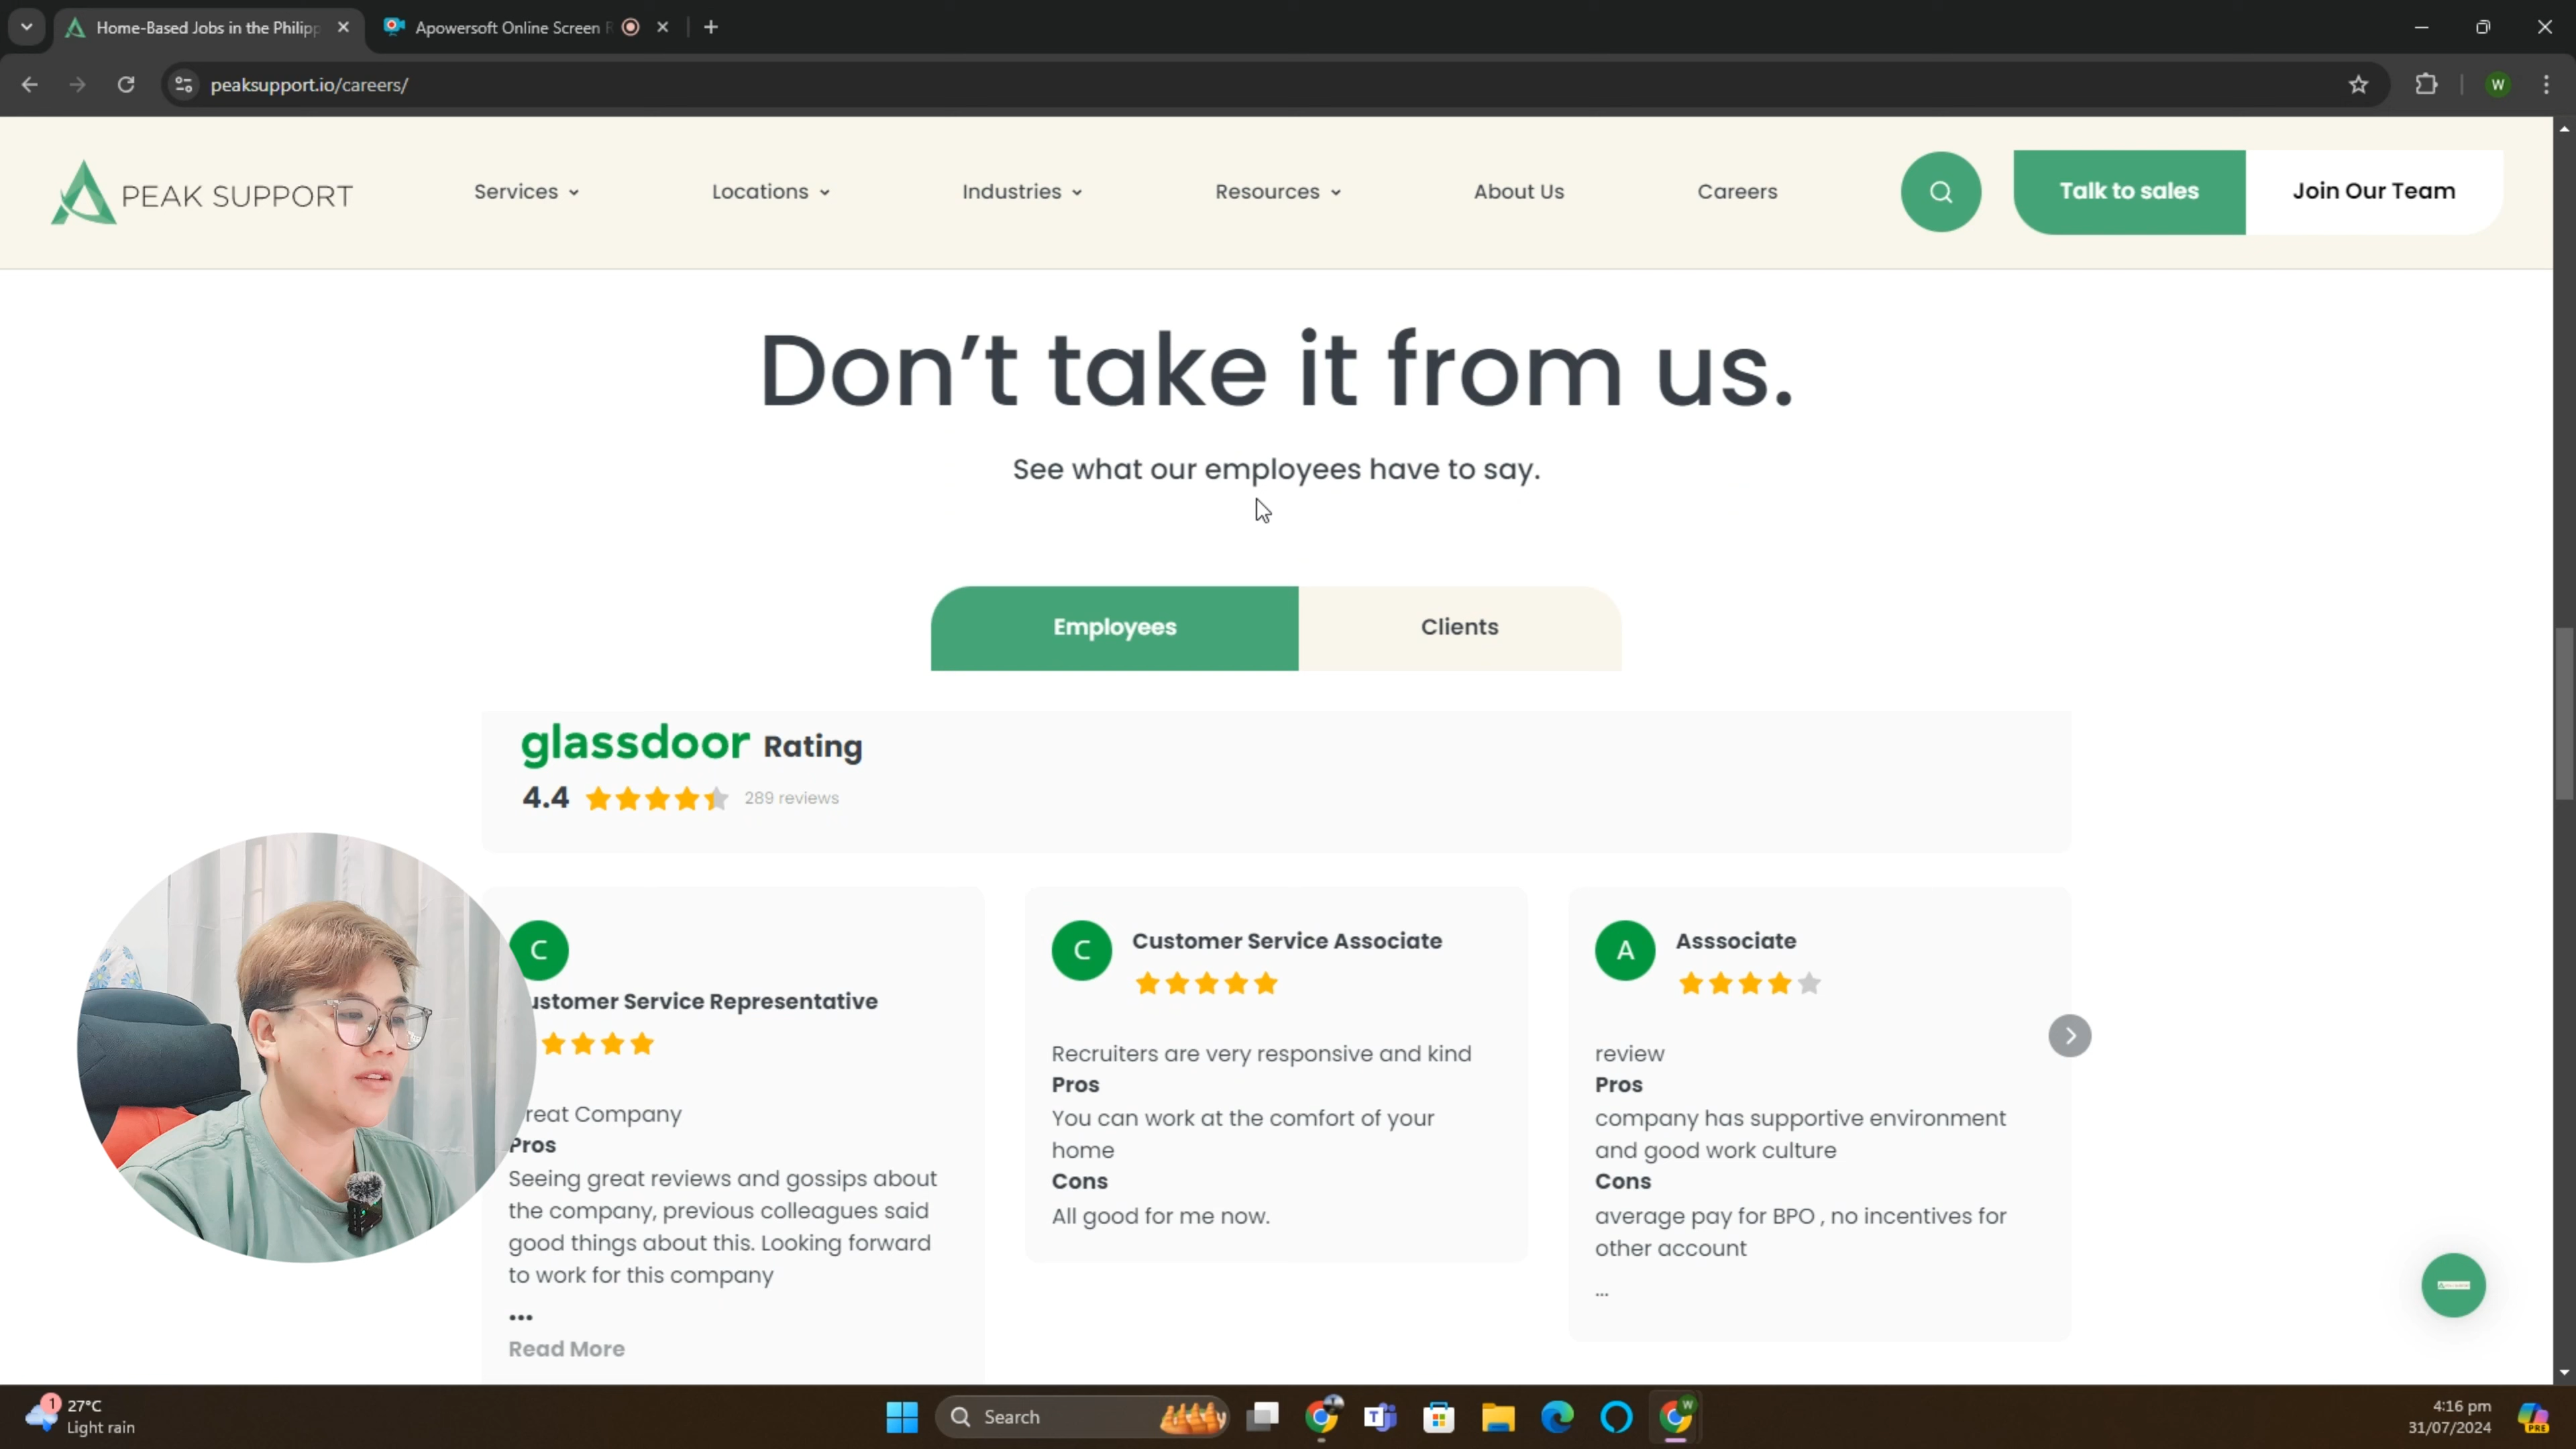 Home-Based Jobs in the Philipp
Apowersoft Online Screen R
peaksupport.io/careers/
W
PEAK SUPPORT
Services
Locations
Industries
Resources
About Us
Careers
Talk to sales
Join Our Team
Don’t take it from us.
See what our employees have to say.
Employees
Clients
glassdoor Rating
4.4
289 reviews
C
ustomer Service Representative
reat Company
Pros
Seeing great reviews and gossips about
the company, previous colleagues said
good things about this. Looking forward
to work for this company
...
Read More
C
Customer Service Associate
Recruiters are very responsive and kind
Pros
You can work at the comfort of your
home
Cons
All good for me now.
A
Asssociate
review
Pros
company has supportive environment
and good work culture
Cons
average pay for BPO , no incentives for
other account
...
1
27°C
Light rain
Search
W
4:16 pm
31/07/2024
PRE